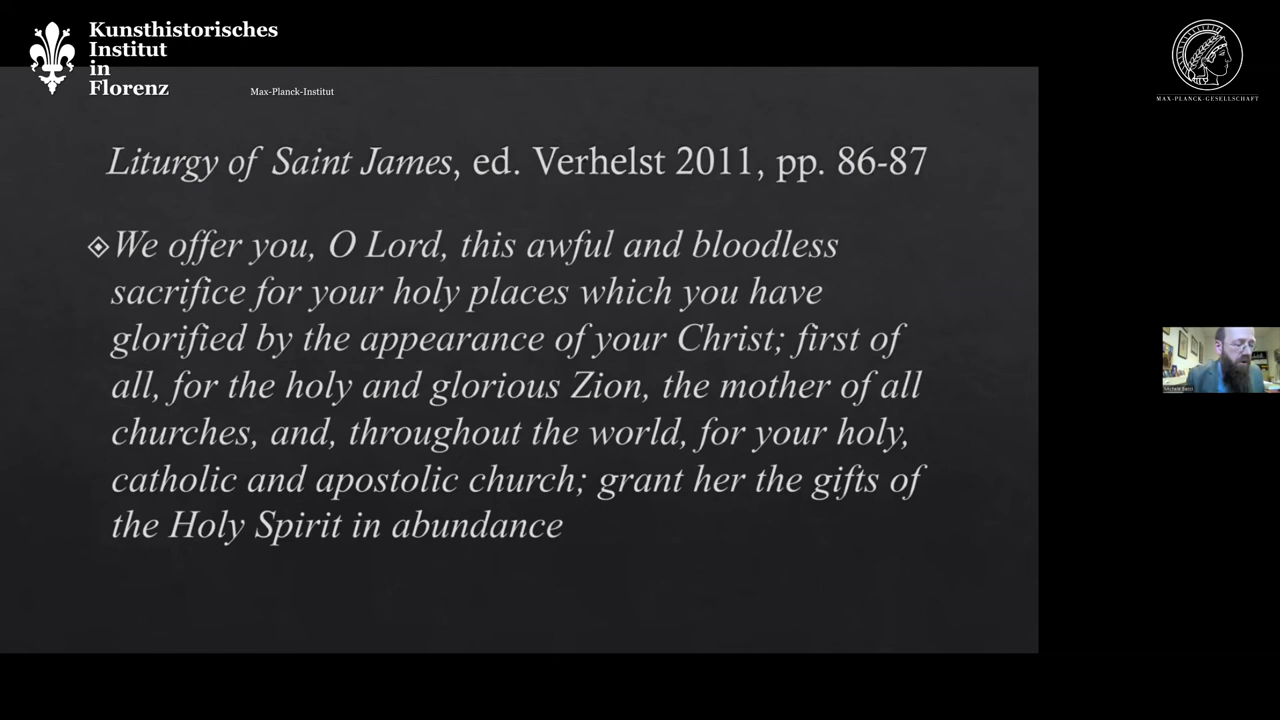 Kunsthistorisches
Institut
in
Florenz
Max-Planck-Institut
MAX-PLANCK-GESELLSCHAFT
Liturgy of Saint James, ed. Verhelst 2011, pp. 86-87
We offer you, O Lord, this awful and bloodless
sacrifice for your holy places which you have
glorified by the appearance of your Christ; first of
all, for the holy and glorious Zion, the mother of all
churches, and, throughout the world, for your holy,
catholic and apostolic church; grant her the gifts of
the Holy Spirit in abundance
Michele Bacci